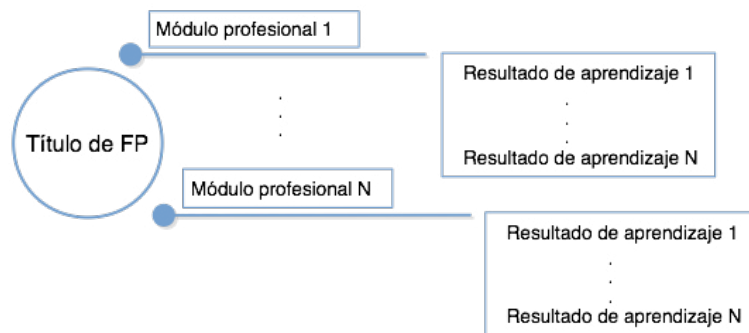 Módulo profesional 1
Resultado de aprendizaje 1
.
.
.
Resultado de aprendizaje N
.
.
.
Título de FP
Módulo profesional N
Resultado de aprendizaje 1
.
.
.
Resultado de aprendizaje N